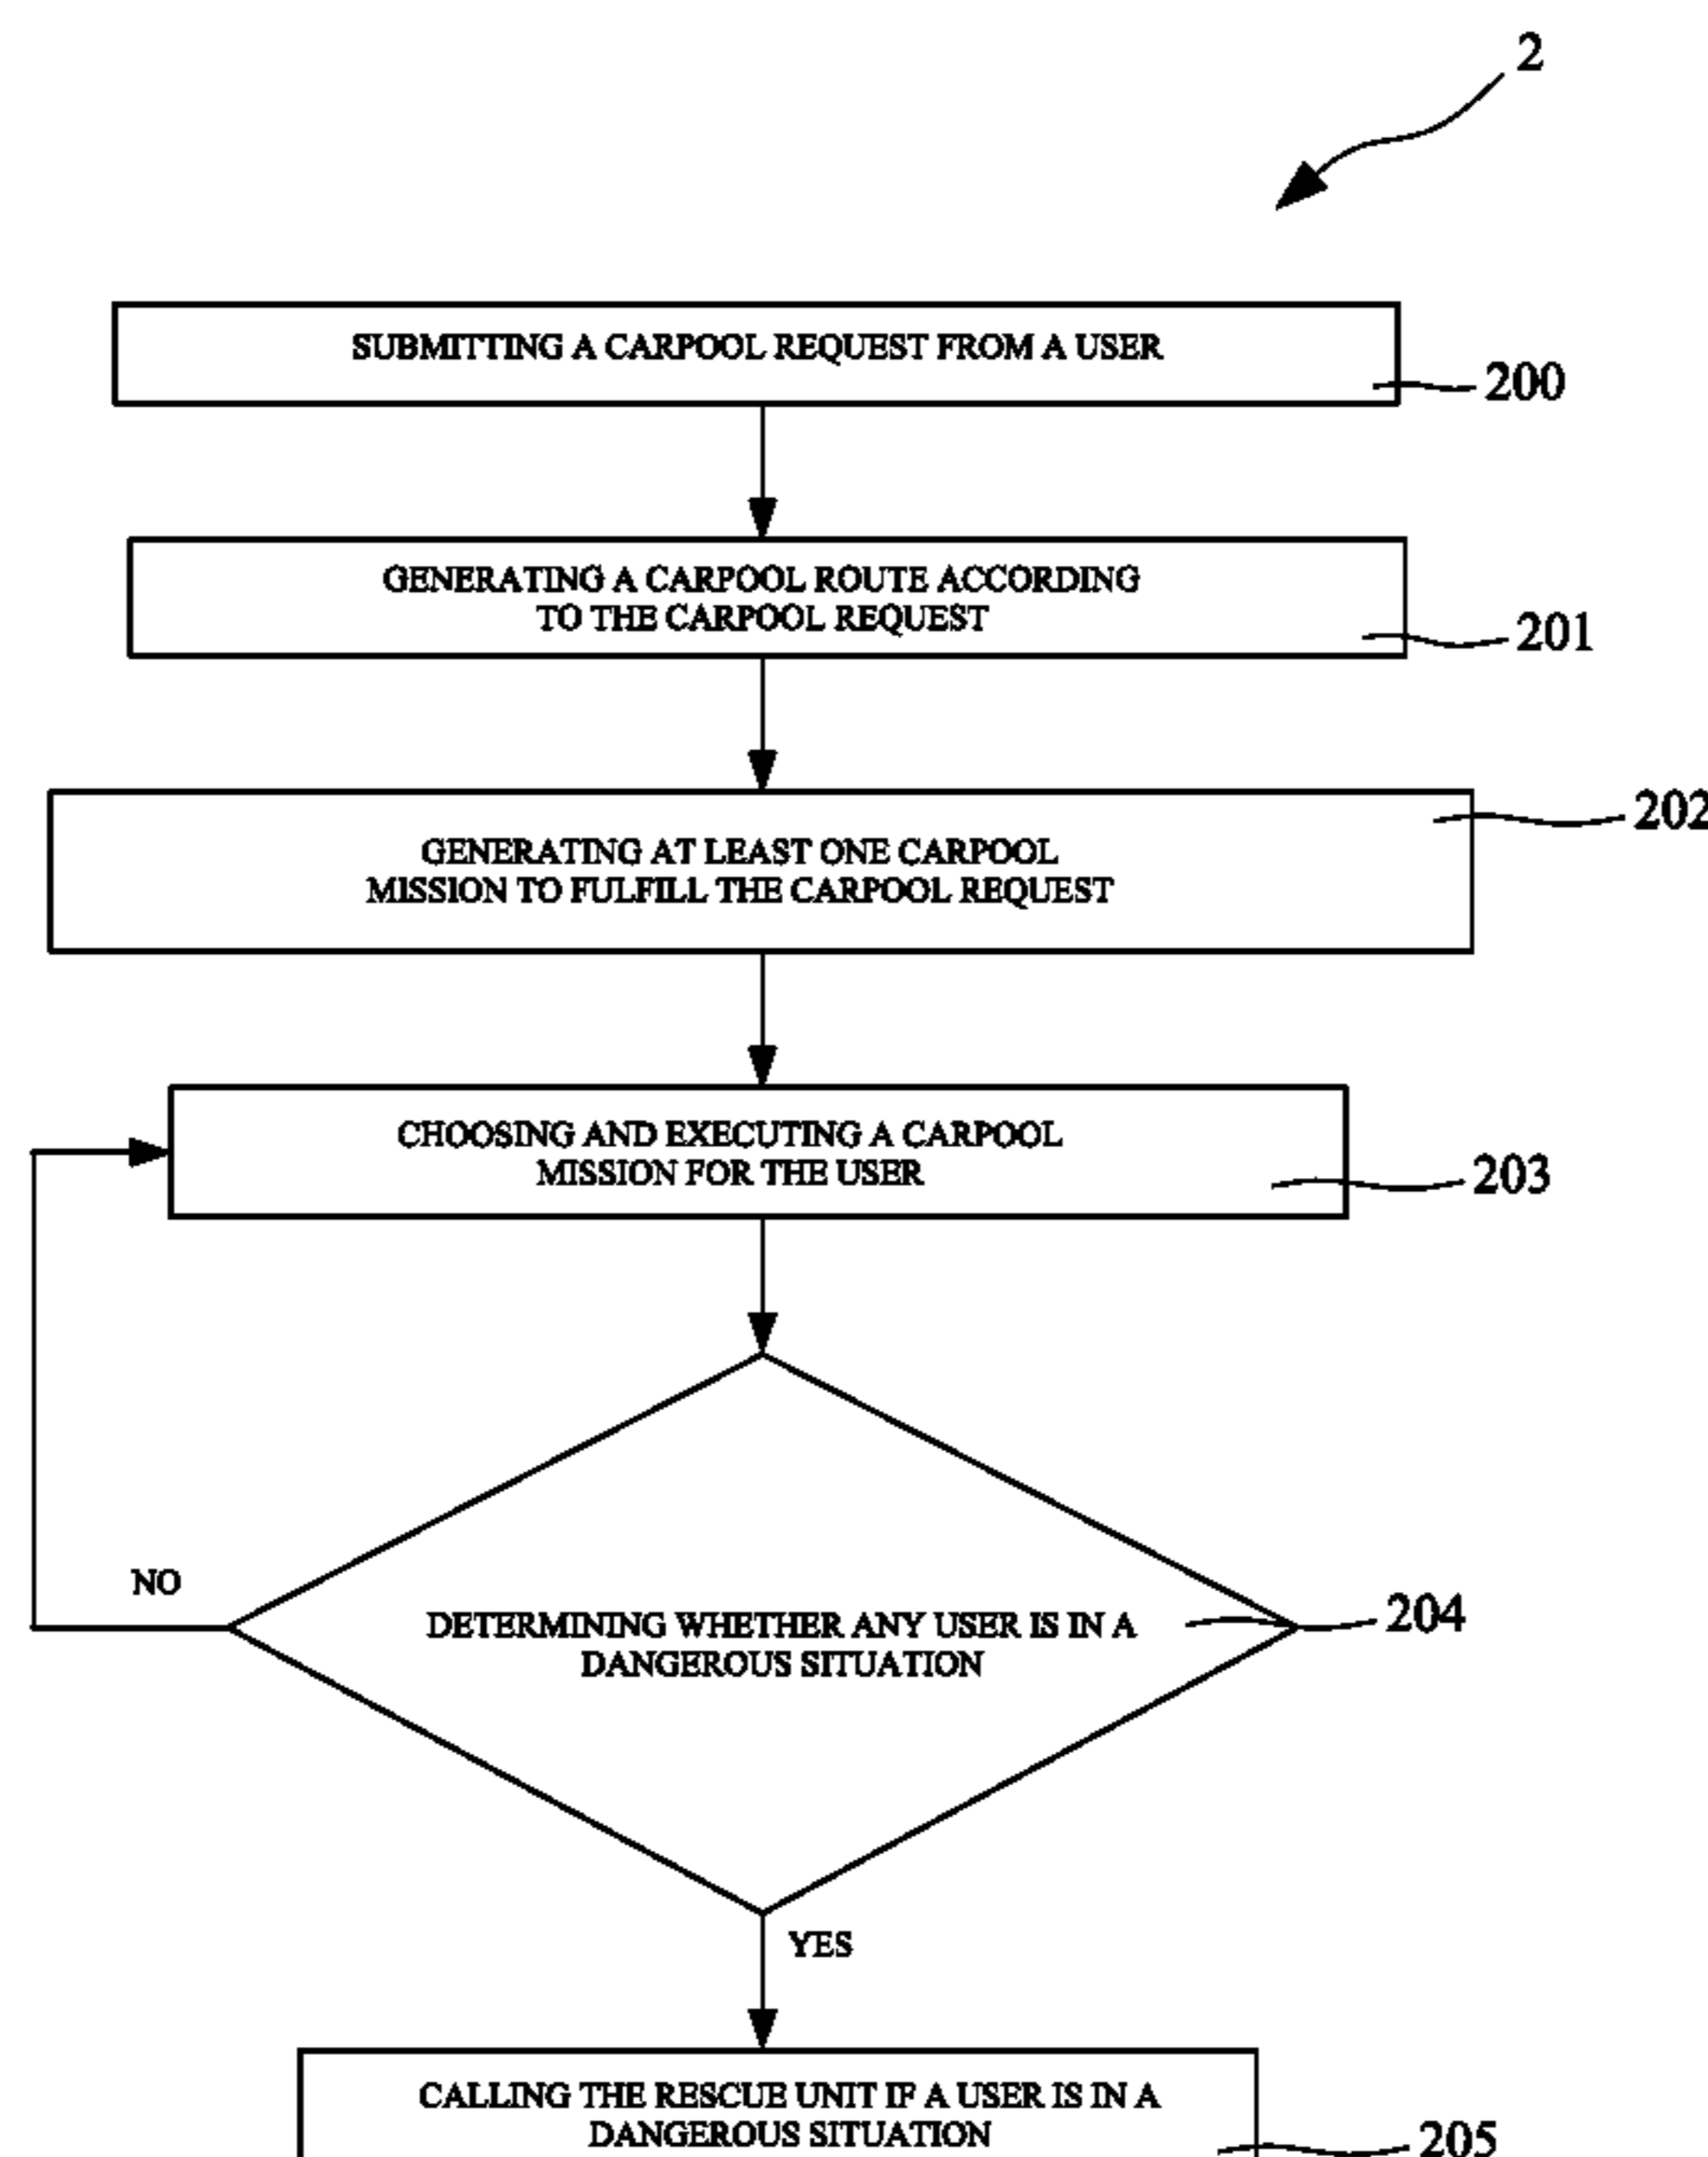 2
SUBMITTING A CARPOOL REQUEST FROM A USER
200
GENERATING A CARPOOL ROUTE ACCORDING
TO THE CARPOOL REQUEST
201
202
GENERATING AT LEAST ONE CARPOOL
MISSION TO FULFILL THE CARPOOL REQUEST
CHOOSING AND EXECUTING A CARPOOL
MISSION FOR THE USER
203
NO
DETERMINING WHETHER ANY USER IS IN A
DANGEROUS SITUATION
204
YES
CALLING THE RESCUE UNIT IF A USER IS IN A
DANGEROUS SITUATION
205